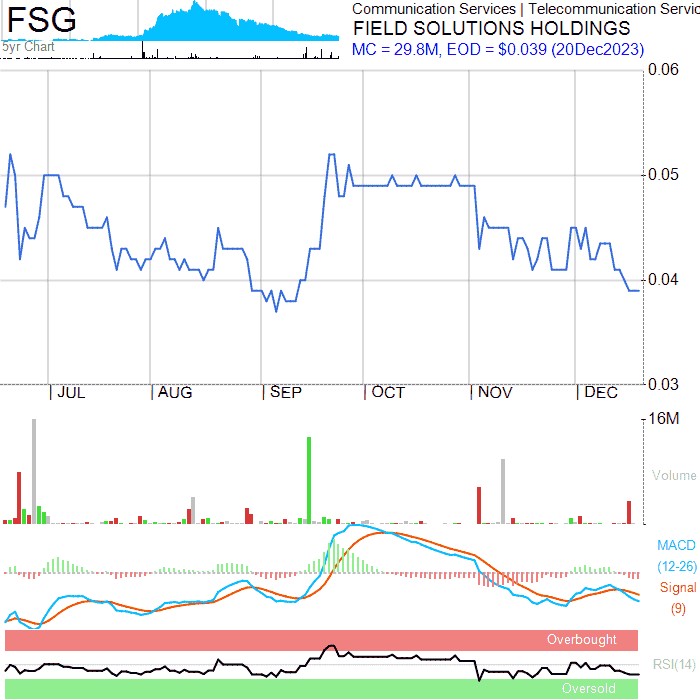 FSG
5yr Chart
Communication Services | Telecommunication Servic
FIELD SOLUTIONS HOLDINGS
MC = 29.8M, EOD = $0.039 (20Dec2023)
0.06
0.05
0.04
0.03
| JUL | AUG | SEP | OCT | NOV | DEC
16M
Volume
MACD
(12-26)
Signal
(9)
Overbought
RSI(14)
Oversold